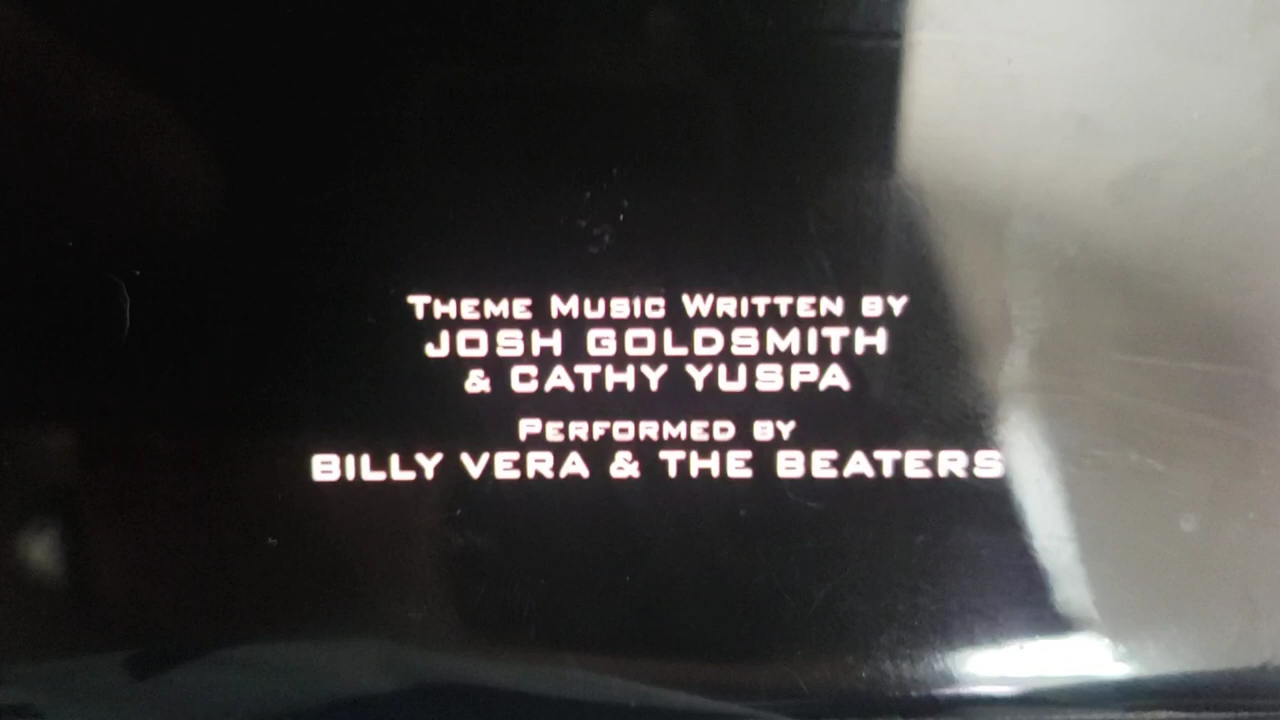 Theme Music Written by
JOSH GOLDSMITH
& CATHY YUSPA
Performed by
BILLY VERA & THE BEATERS